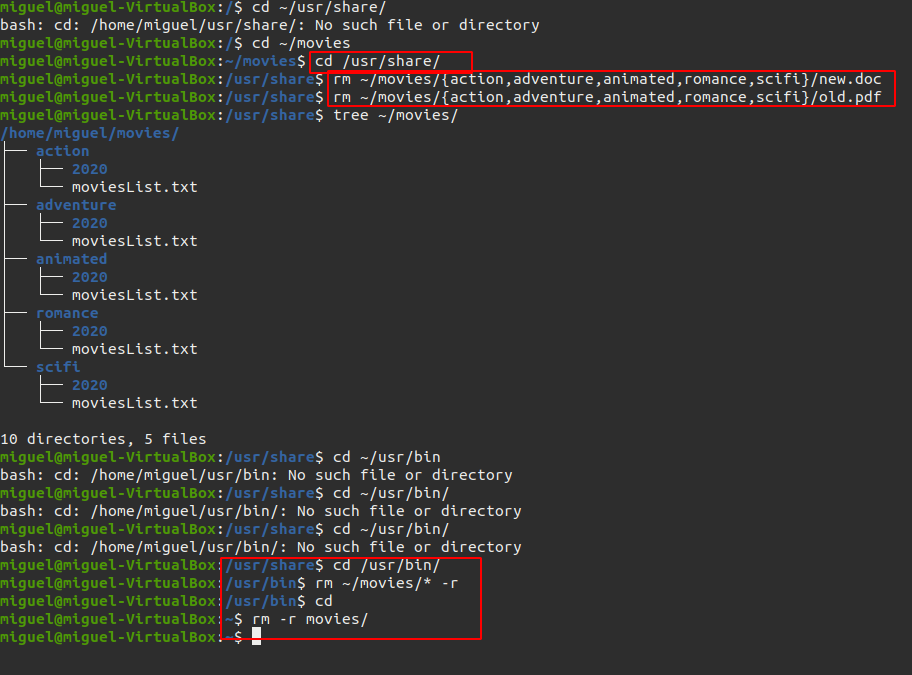 miguel@miguel-VirtualBox:/$ cd ~/usr/share/
bash: cd: /home/miguel/usr/share/: No such file or directory
miguel@miguel-VirtualBox:/$ cd ~/movies
miguel@miguel-VirtualBox:~/movies$ cd /usr/share/
miguel@miguel-VirtualBox:/usr/share$ rm ~/movies/{action,adventure,animated,romance,scifi}/new.doc
miguel@miguel-VirtualBox:/usr/share$ rm ~/movies/{action,adventure,animated,romance,scifi}/old.pdf
miguel@miguel-VirtualBox:/usr/share$ tree ~/movies/
/home/miguel/movies/
├── action
│   ├── 2020
│   └── moviesList.txt
├── adventure
│   ├── 2020
│   └── moviesList.txt
├── animated
│   ├── 2020
│   └── moviesList.txt
├── romance
│   ├── 2020
│   └── moviesList.txt
└── scifi
    ├── 2020
    └── moviesList.txt
10 directories, 5 files
miguel@miguel-VirtualBox:/usr/share$ cd ~/usr/bin
bash: cd: /home/miguel/usr/bin: No such file or directory
miguel@miguel-VirtualBox:/usr/share$ cd ~/usr/bin/
bash: cd: /home/miguel/usr/bin/: No such file or directory
miguel@miguel-VirtualBox:/usr/share$ cd ~/usr/bin/
bash: cd: /home/miguel/usr/bin/: No such file or directory
miguel@miguel-VirtualBox:/usr/share$ cd /usr/bin/
miguel@miguel-VirtualBox:/usr/bin$ rm ~/movies/* -r
miguel@miguel-VirtualBox:/usr/bin$ cd
miguel@miguel-VirtualBox:~$ rm -r movies/
miguel@miguel-VirtualBox:~$